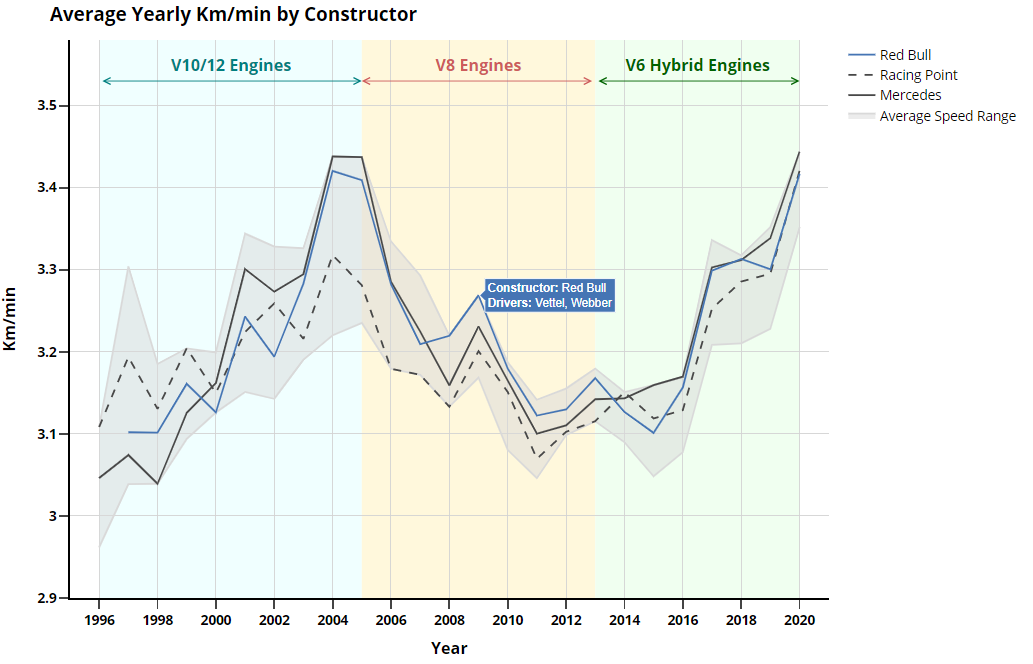 Average Yearly Km/min by Constructor
V10/12 Engines
V8 Engines
V6 Hybrid Engines
Red Bull
Racing Point
Mercedes
Average Speed Range
3.5
3.4
3.3
3.2
3.1
3
2.9
Km/min
Constructor: Red Bull
Drivers: Vettel, Webber
1996 1998 2000 2002 2004 2006 2008 2010 2012 2014 2016 2018 2020
Year